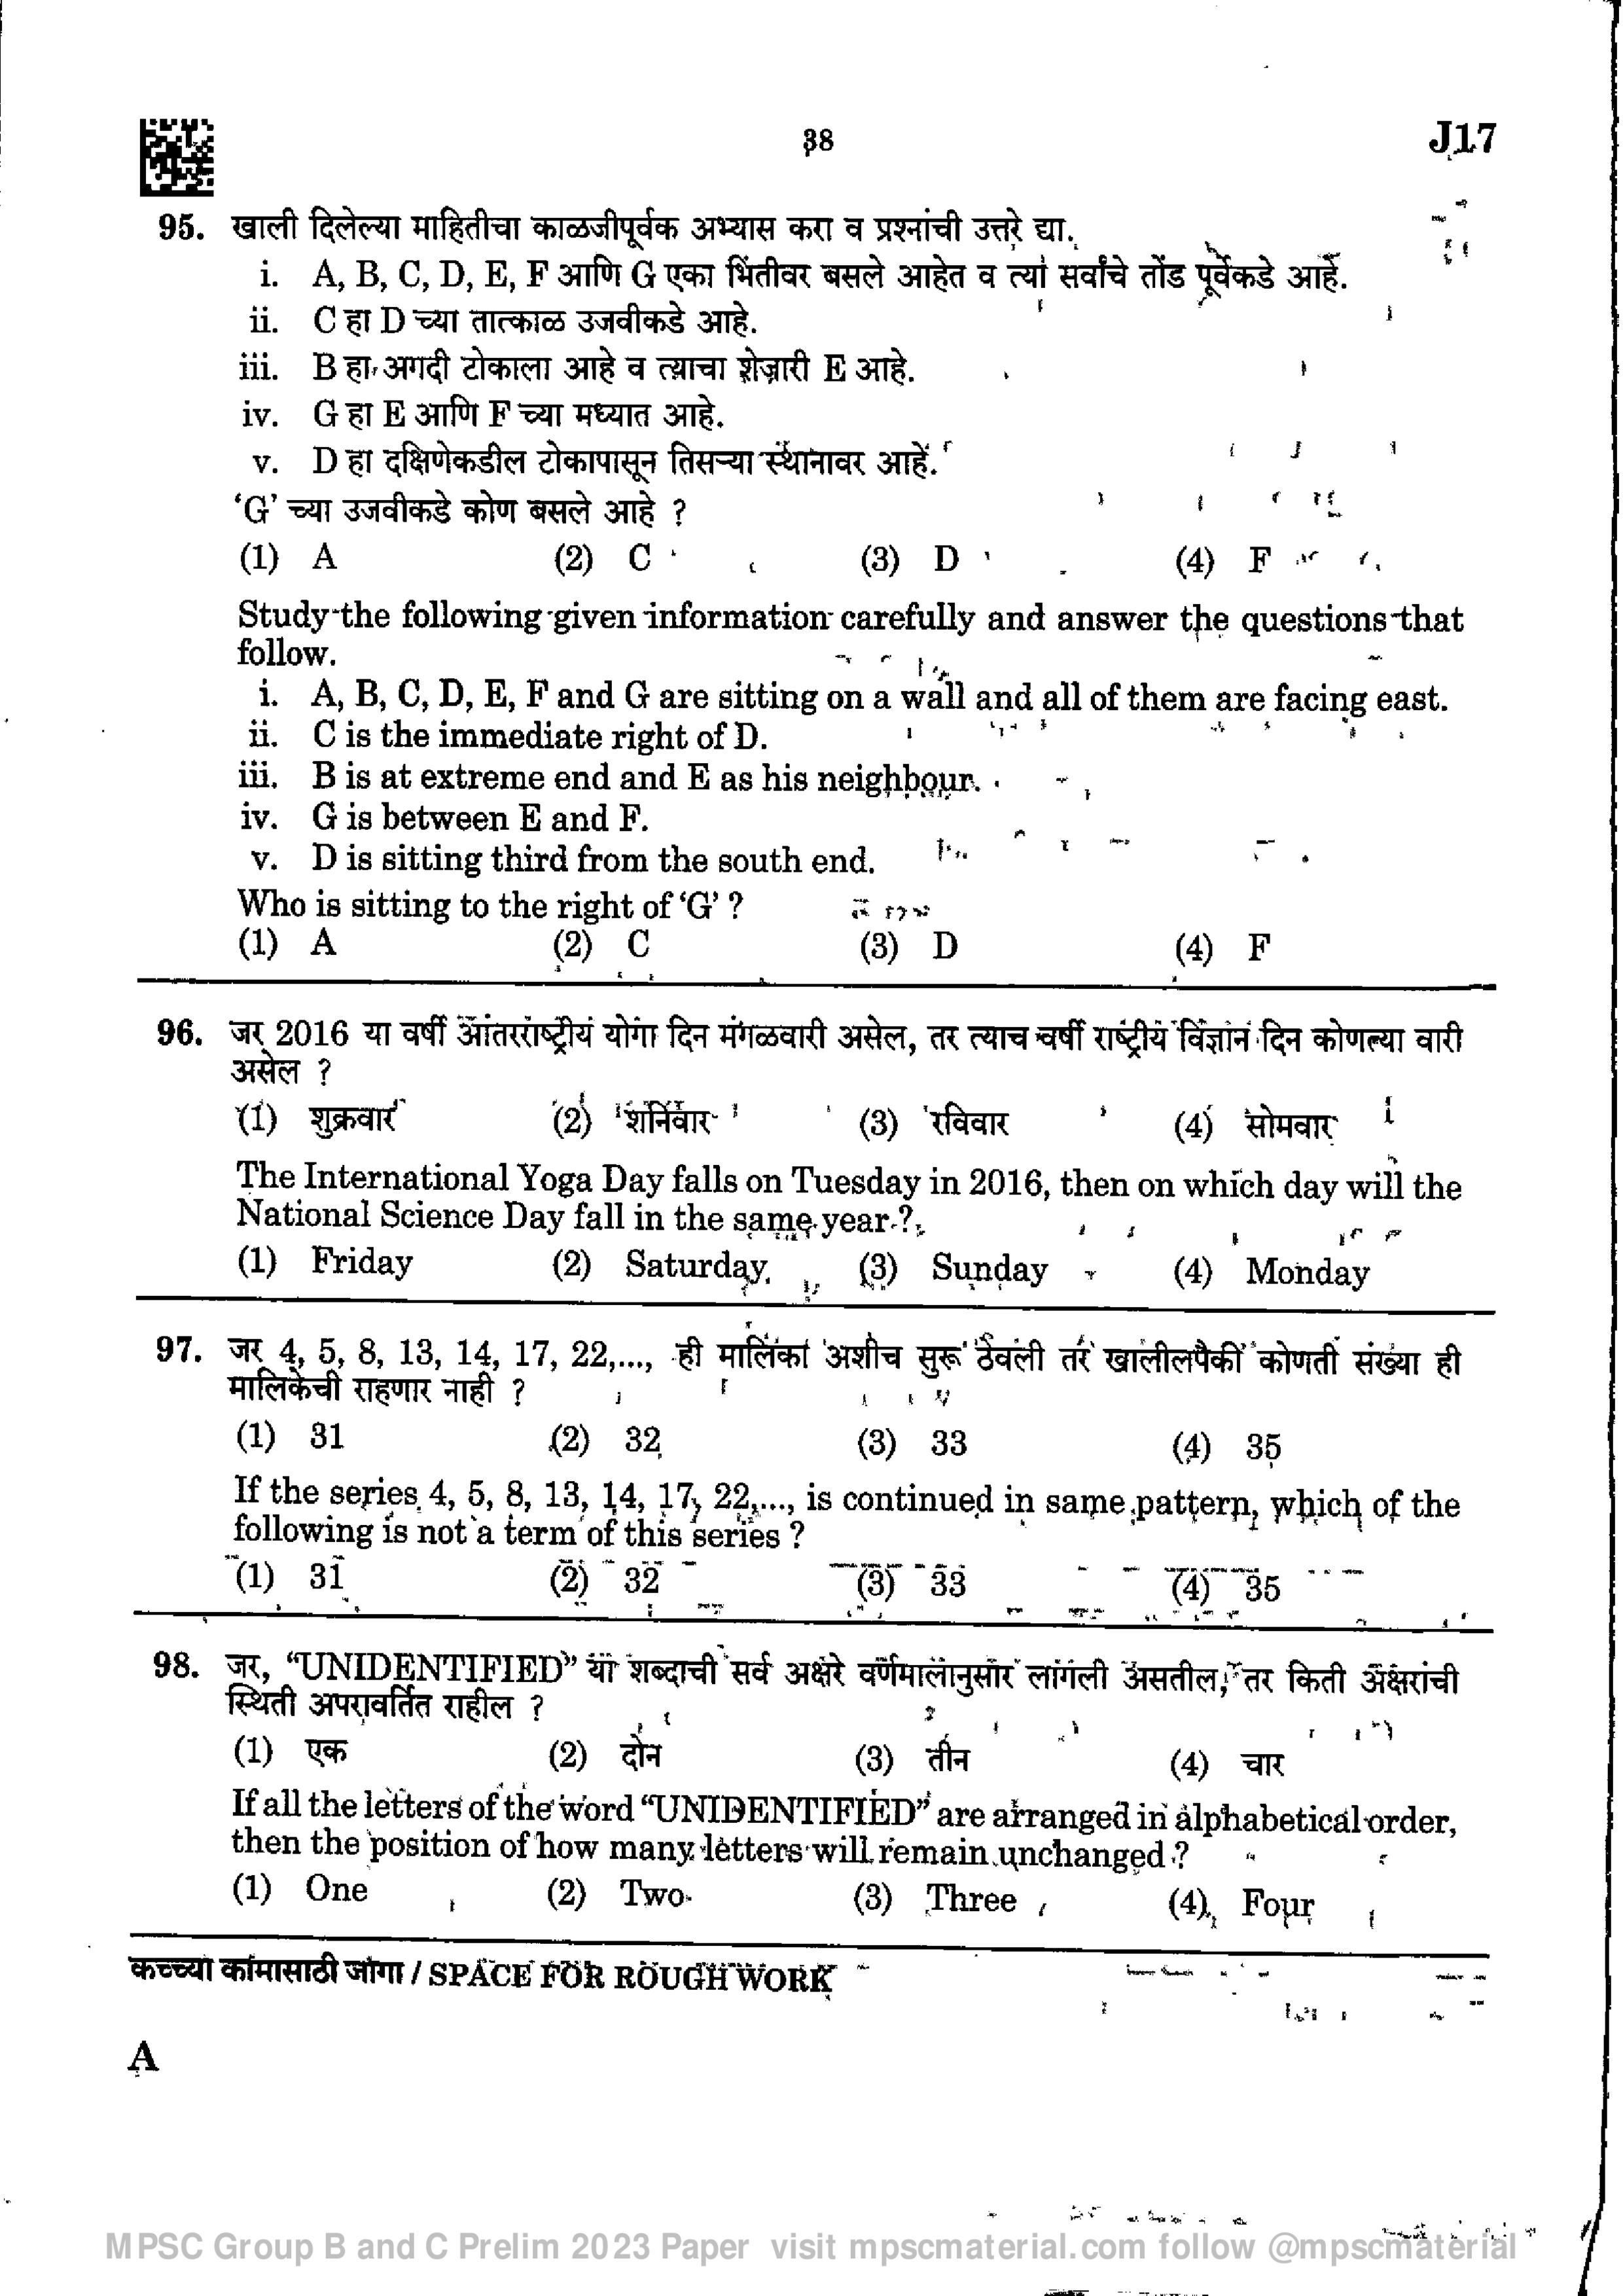 38
J17
95. खाली दिलेल्या माहितीचा काळजीपूर्वक अभ्यास करा व प्रश्नांची उत्तरे द्या.
i. A, B, C, D, E, F आणि G एका भिंतीवर बसले आहेत व त्यां सर्वांचे तोंड पूर्वेकडे आहे.
ii. C हा D च्या तात्काळ उजवीकडे आहे.
iii. B हा अगदी टोकाला आहे व त्याचा शेजारी E आहे.
iv. G हा E आणि F च्या मध्यात आहे.
v. D हा दक्षिणेकडील टोकापासून तिसऱ्या स्थानावर आहे.
‘G’ च्या उजवीकडे कोण बसले आहे ?
(1) A (2) C (3) D (4) F
Study the following given information carefully and answer the questions that
follow.
i. A, B, C, D, E, F and G are sitting on a wall and all of them are facing east.
ii. C is the immediate right of D.
iii. B is at extreme end and E as his neighbour.
iv. G is between E and F.
v. D is sitting third from the south end.
Who is sitting to the right of ‘G’ ?
(1) A (2) C (3) D (4) F
96. जर 2016 या वर्षी आंतरराष्ट्रीय योगा दिन मंगळवारी असेल, तर त्याच वर्षी राष्ट्रीय विज्ञान दिन कोणत्या वारी
असेल ?
(1) शुक्रवार (2) शनिवार (3) रविवार (4) सोमवार
The International Yoga Day falls on Tuesday in 2016, then on which day will the
National Science Day fall in the same year ?
(1) Friday (2) Saturday (3) Sunday (4) Monday
97. जर 4, 5, 8, 13, 14, 17, 22,..., ही मालिका अशीच सुरू ठेवली तर खालीलपैकी कोणती संख्या ही
मालिकेची राहणार नाही ?
(1) 31 (2) 32 (3) 33 (4) 35
If the series 4, 5, 8, 13, 14, 17, 22,..., is continued in same pattern, which of the
following is not a term of this series ?
(1) 31 (2) 32 (3) 33 (4) 35
98. जर, “UNIDENTIFIED” या शब्दाची सर्व अक्षरे वर्णमालानुसार लागली असतील, तर किती अक्षरांची
स्थिती अपरावर्तित राहील ?
(1) एक (2) दोन (3) तीन (4) चार
If all the letters of the word “UNIDENTIFIED” are arranged in alphabetical order,
then the position of how many letters will remain unchanged ?
(1) One (2) Two (3) Three (4) Four
कच्च्या कामासाठी जागा / SPACE FOR ROUGH WORK
A
MPSC Group B and C Prelim 2023 Paper visit mpscmaterial.com follow @mpscmaterial